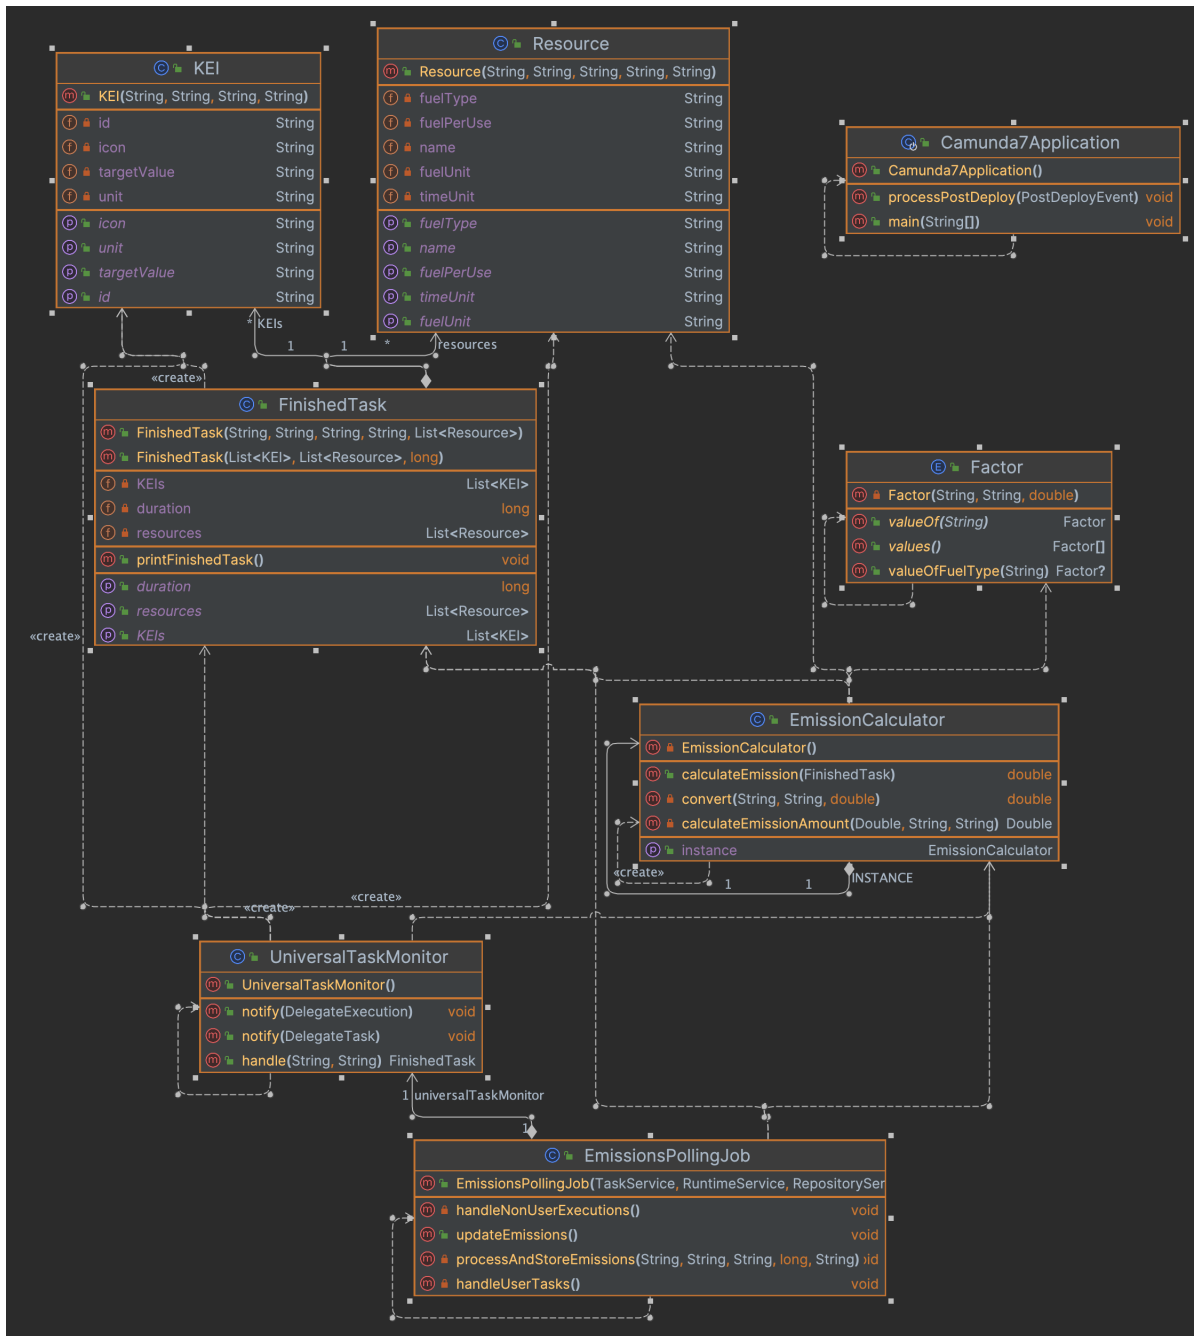 KEI
KEI(String, String, String, String)
id String
icon String
targetValue String
unit String
icon String
unit String
targetValue String
id String
Resource
Resource(String, String, String, String, String)
fuelType String
fuelPerUse String
name String
fuelUnit String
timeUnit String
fuelType String
name String
fuelPerUse String
timeUnit String
fuelUnit String
Camunda7Application
Camunda7Application()
processPostDeploy(PostDeployEvent) void
main(String[]) void
* KEIs
1 1 * resources
«create»
FinishedTask
FinishedTask(String, String, String, String, List<Resource>)
FinishedTask(List<KEI>, List<Resource>, long)
KEIs List<KEI>
duration long
resources List<Resource>
printFinishedTask() void
duration long
resources List<Resource>
KEIs List<KEI>
«create»
Factor
Factor(String, String, double)
valueOf(String) Factor
values() Factor[]
valueOfFuelType(String) Factor?
EmissionCalculator
EmissionCalculator()
calculateEmission(FinishedTask) double
convert(String, String, double) double
calculateEmissionAmount(Double, String, String) Double
instance EmissionCalculator
«create»
1 1 INSTANCE
«create»
«create»
UniversalTaskMonitor
UniversalTaskMonitor()
notify(DelegateExecution) void
notify(DelegateTask) void
handle(String, String) FinishedTask
1 universalTaskMonitor
1
EmissionsPollingJob
EmissionsPollingJob(TaskService, RuntimeService, RepositorySer
handleNonUserExecutions() void
updateEmissions() void
processAndStoreEmissions(String, String, String, long, String) id
handleUserTasks() void